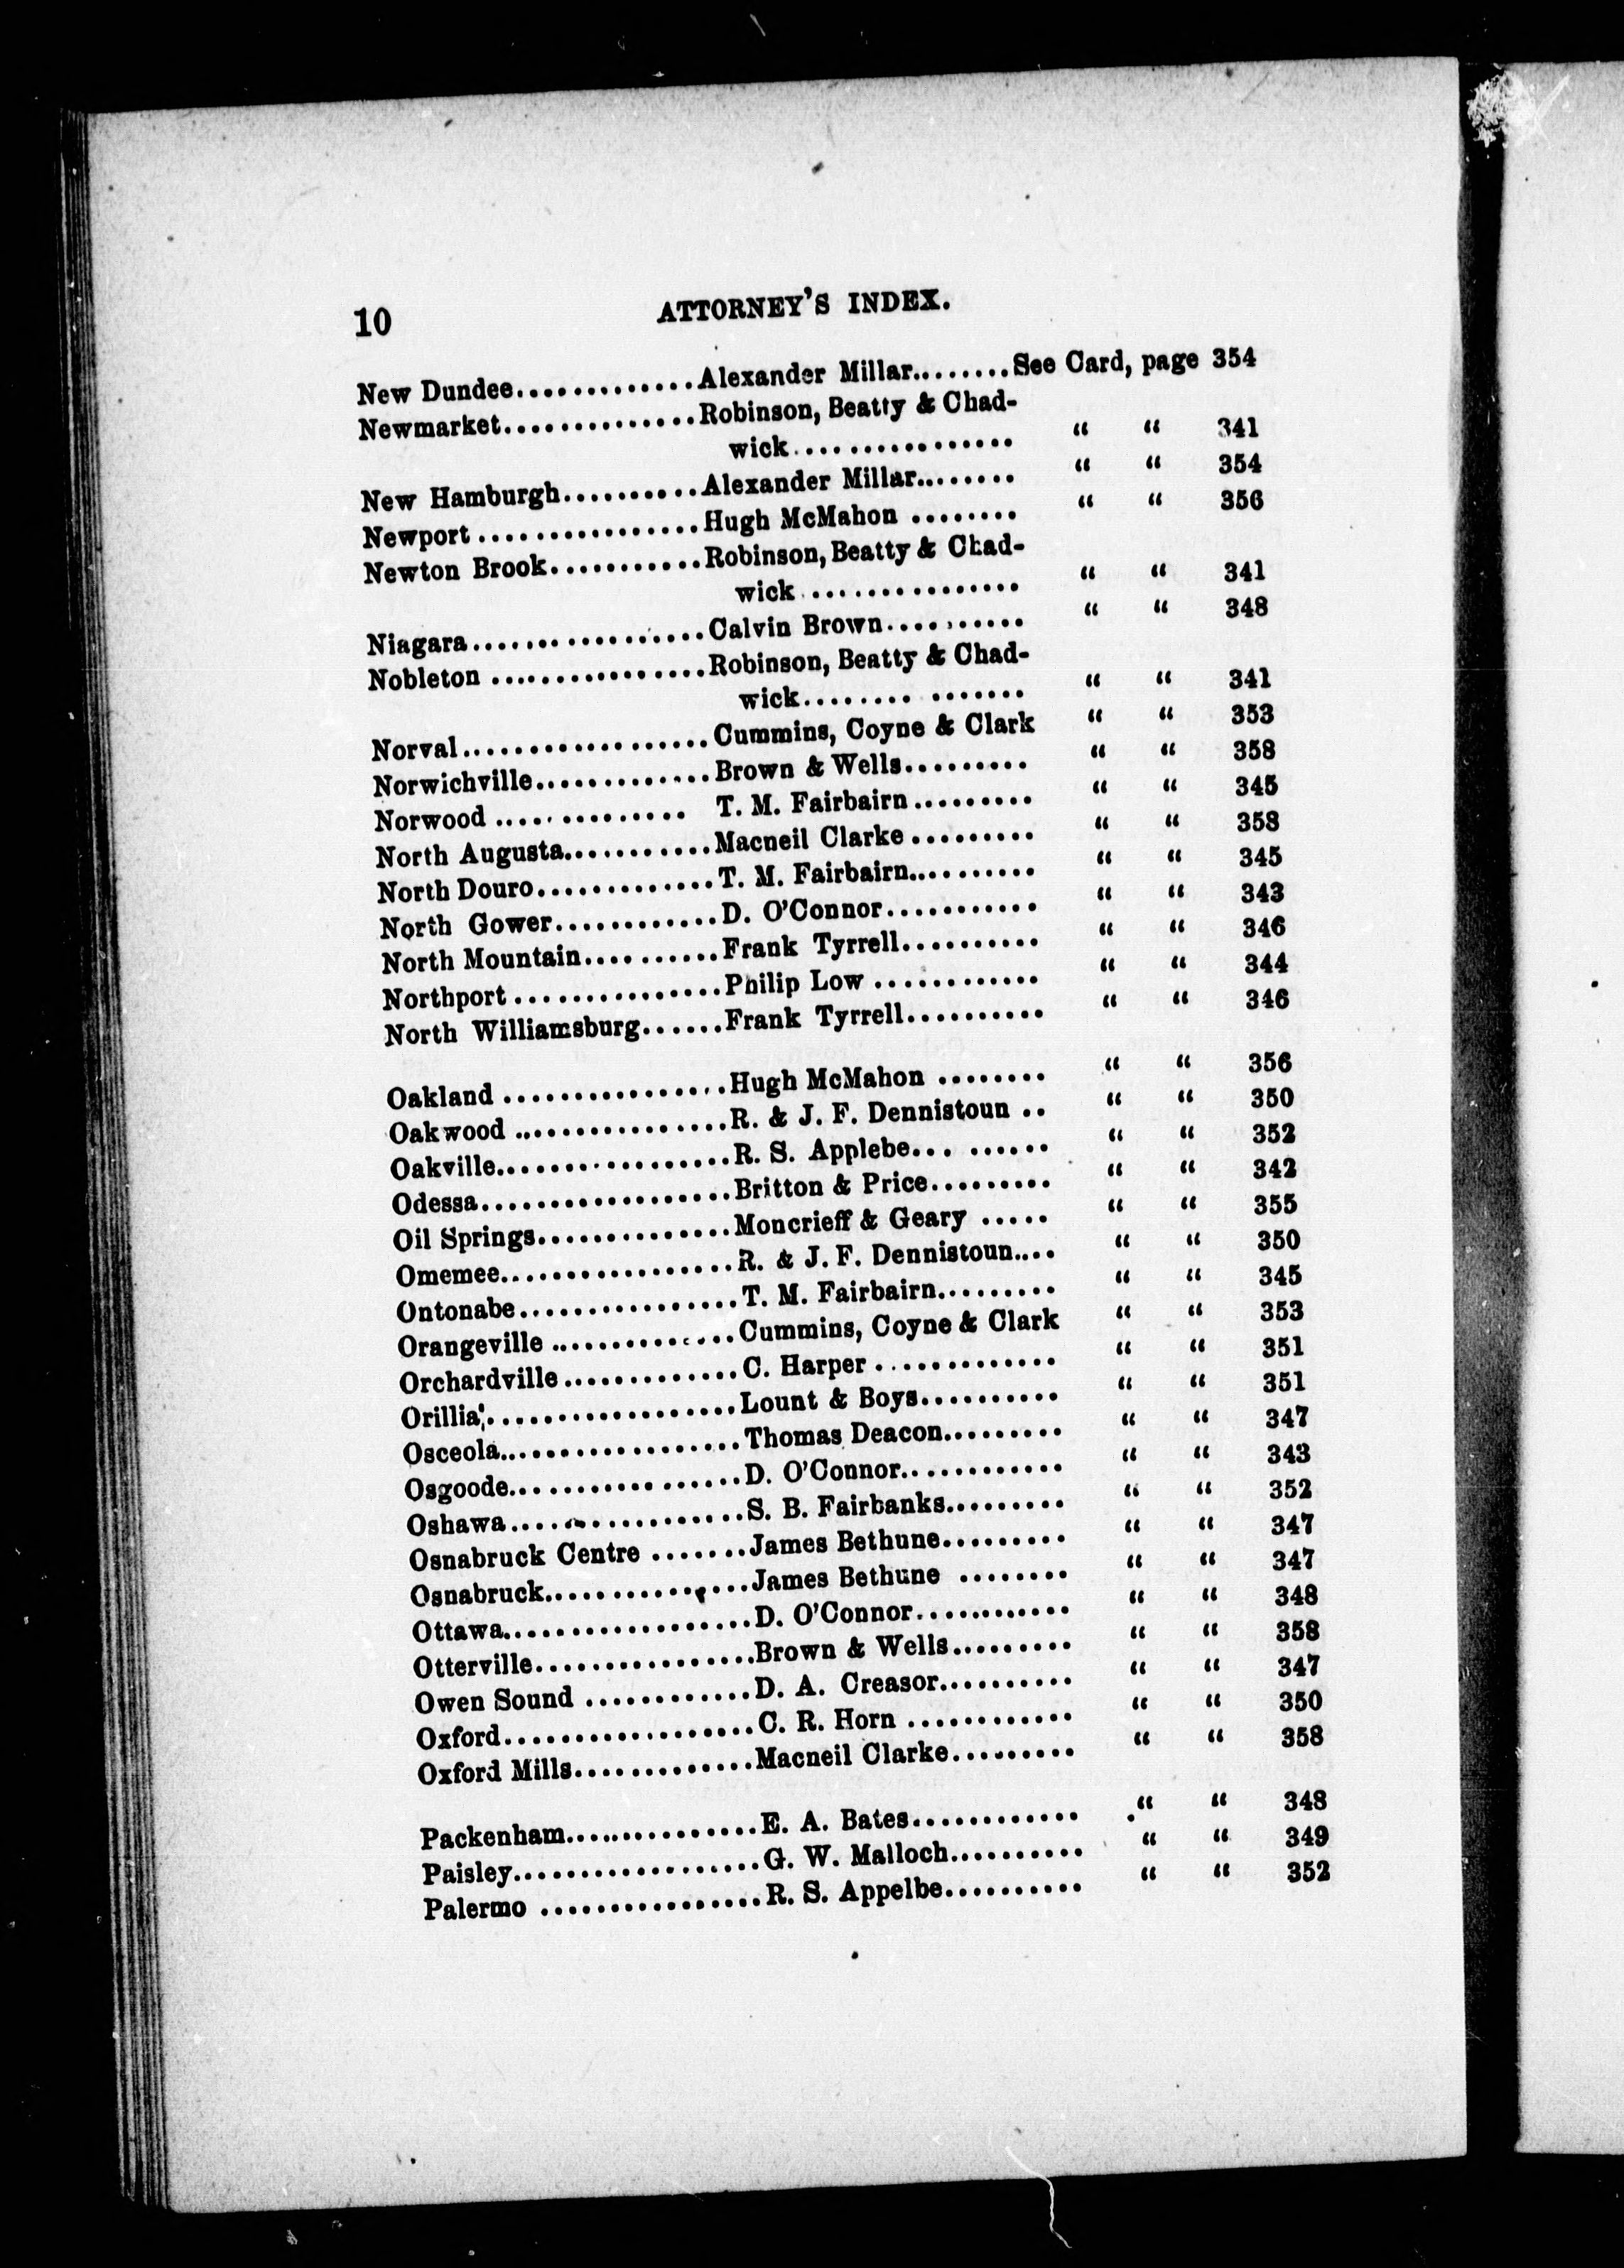 10 ATTORNEY'S INDEX.
New Dundee.............Alexander Millar........See Card, page 354
Newmarket..............Robinson, Beatty & Chad-
wick................ “ “ 341
New Hamburgh..........Alexander Millar........ “ “ 354
Newport................Hugh McMahon ........ “ “ 356
Newton Brook...........Robinson, Beatty & Chad-
wick................ “ “ 341
Niagara.................Calvin Brown.......... “ “ 348
Nobleton ................Robinson, Beatty & Chad-
wick........ ....... “ “ 341
Norval..................Cummins, Coyne & Clark “ “ 353
Norwichville.............Brown & Wells......... “ “ 358
Norwood .............. T. M. Fairbairn......... “ “ 345
North Augusta...........Macneil Clarke......... “ “ 358
North Douro.............T. M. Fairbairn.......... “ “ 345
North Gower............D. O'Connor........... “ “ 343
North Mountain..........Frank Tyrrell.......... “ “ 346
Northport...............Philip Low ............ “ “ 344
North Williamsburg......Frank Tyrrell.......... “ “ 346
Oakland ................Hugh McMahon ........ “ “ 356
Oakwood ................R. & J. F. Dennistoun .. “ “ 350
Oakville.................R. S. Applebe... ...... “ “ 352
Odessa..................Britton & Price......... “ “ 342
Oil Springs..............Moncrieff & Geary ..... “ “ 355
Omemee.................R. & J. F. Dennistoun.... “ “ 350
Ontonabe................T. M. Fairbairn......... “ “ 345
Orangeville .............Cummins, Coyne & Clark “ “ 353
Orchardville.............C. Harper............. “ “ 351
Orillia..................Lount & Boys.......... “ “ 351
Osceola.................Thomas Deacon......... “ “ 347
Osgoode.................D. O'Connor............ “ “ 343
Oshawa.................S. B. Fairbanks......... “ “ 352
Osnabruck Centre .......James Bethune......... “ “ 347
Osnabruck...............James Bethune ........ “ “ 347
Ottawa..................D. O'Connor............ “ “ 348
Otterville................Brown & Wells......... “ “ 358
Owen Sound ............D. A. Creasor.......... “ “ 347
Oxford..................C. R. Horn ............ “ “ 350
Oxford Mills.............Macneil Clarke......... “ “ 358
Packenham..............E. A. Bates............ “ “ 348
Paisley..................G. W. Malloch.......... “ “ 349
Palermo ................R. S. Appelbe.......... “ “ 352